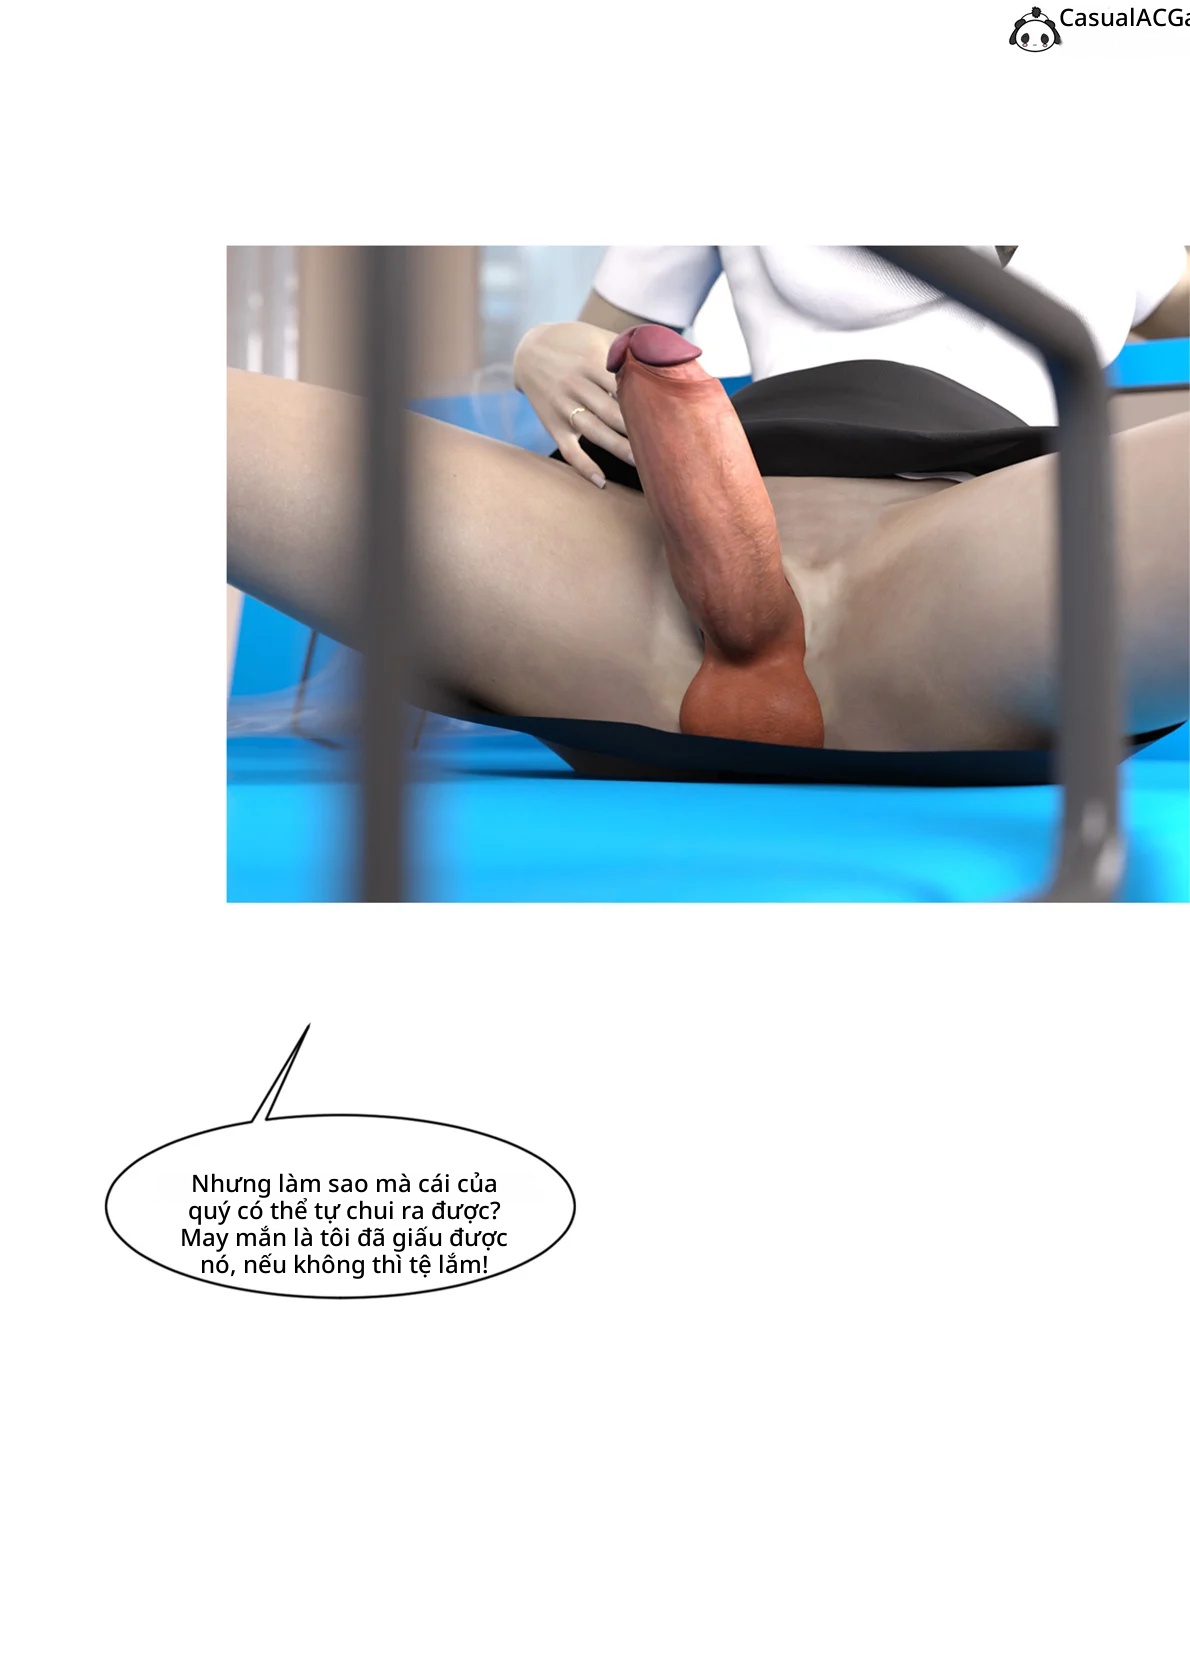 CasualACGa
Nhưng làm sao mà cái của
quý có thể tự chui ra được?
May mắn là tôi đã giấu được
nó, nếu không thì tệ lắm!